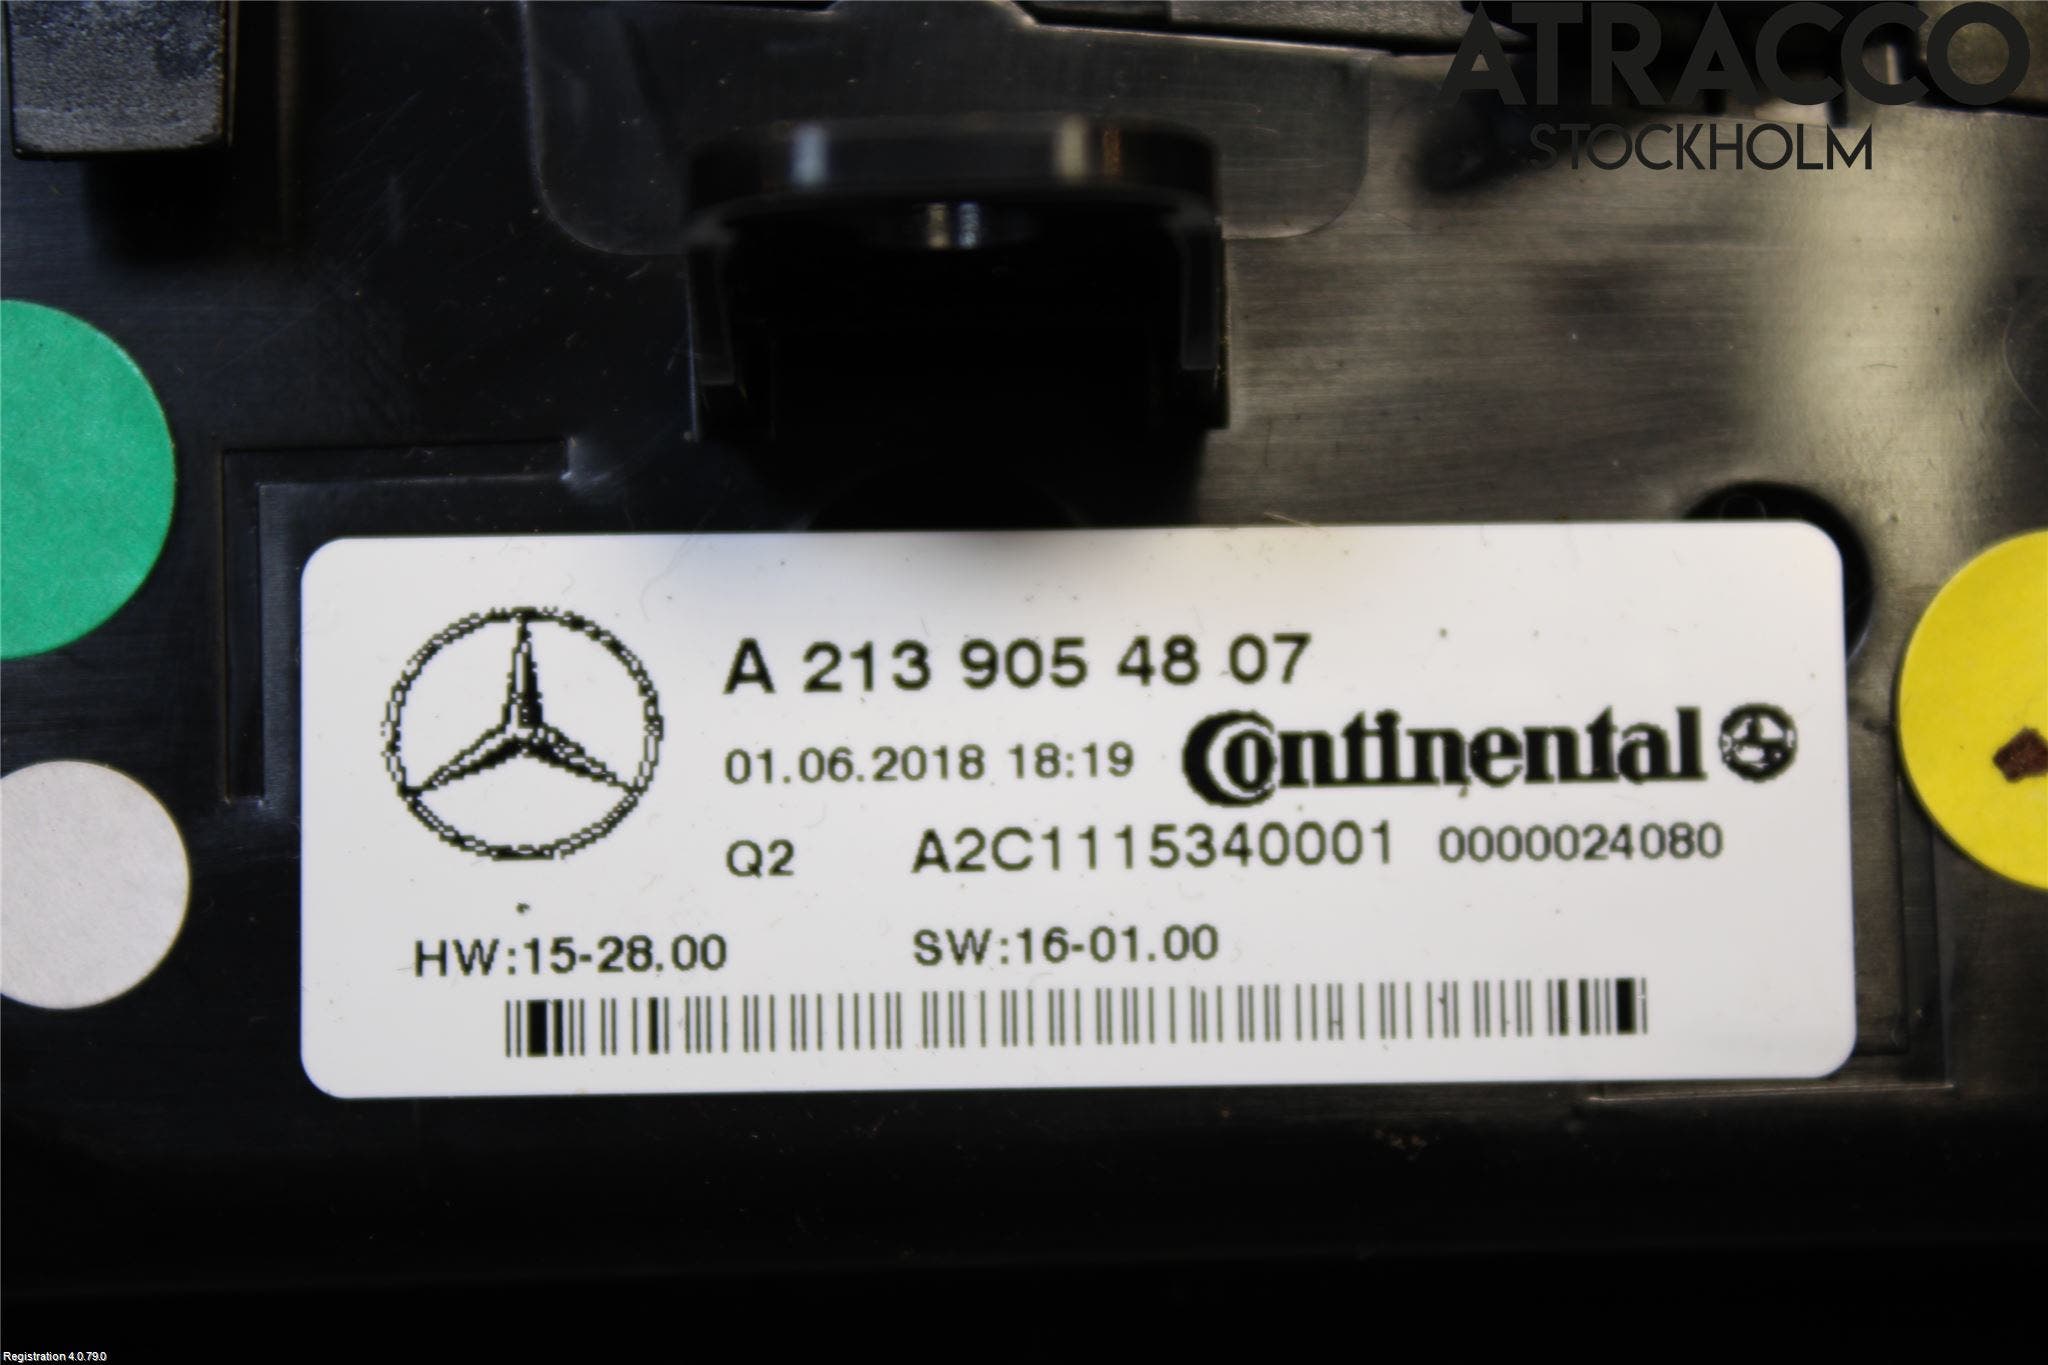 ATRACCO
STOCKHOLM
A 213 905 48 07
01.06.2018 18:19 Continental
Q2 A2C1115340001 0000024080
HW:15-28.00 SW:16-01.00
Registration 4.0.79.0